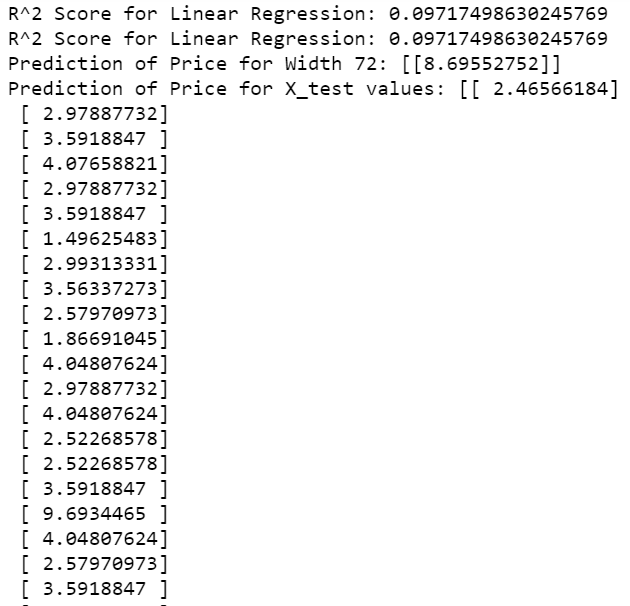 R^2 Score for Linear Regression: 0.09717498630245769
R^2 Score for Linear Regression: 0.09717498630245769
Prediction of Price for Width 72: [[8.69552752]]
Prediction of Price for X_test values: [[ 2.46566184]
[ 2.97887732]
[ 3.5918847 ]
[ 4.07658821]
[ 2.97887732]
[ 3.5918847 ]
[ 1.49625483]
[ 2.99313331]
[ 3.56337273]
[ 2.57970973]
[ 1.86691045]
[ 4.04807624]
[ 2.97887732]
[ 4.04807624]
[ 2.52268578]
[ 2.52268578]
[ 3.5918847 ]
[ 9.6934465 ]
[ 4.04807624]
[ 2.57970973]
[ 3.5918847 ]